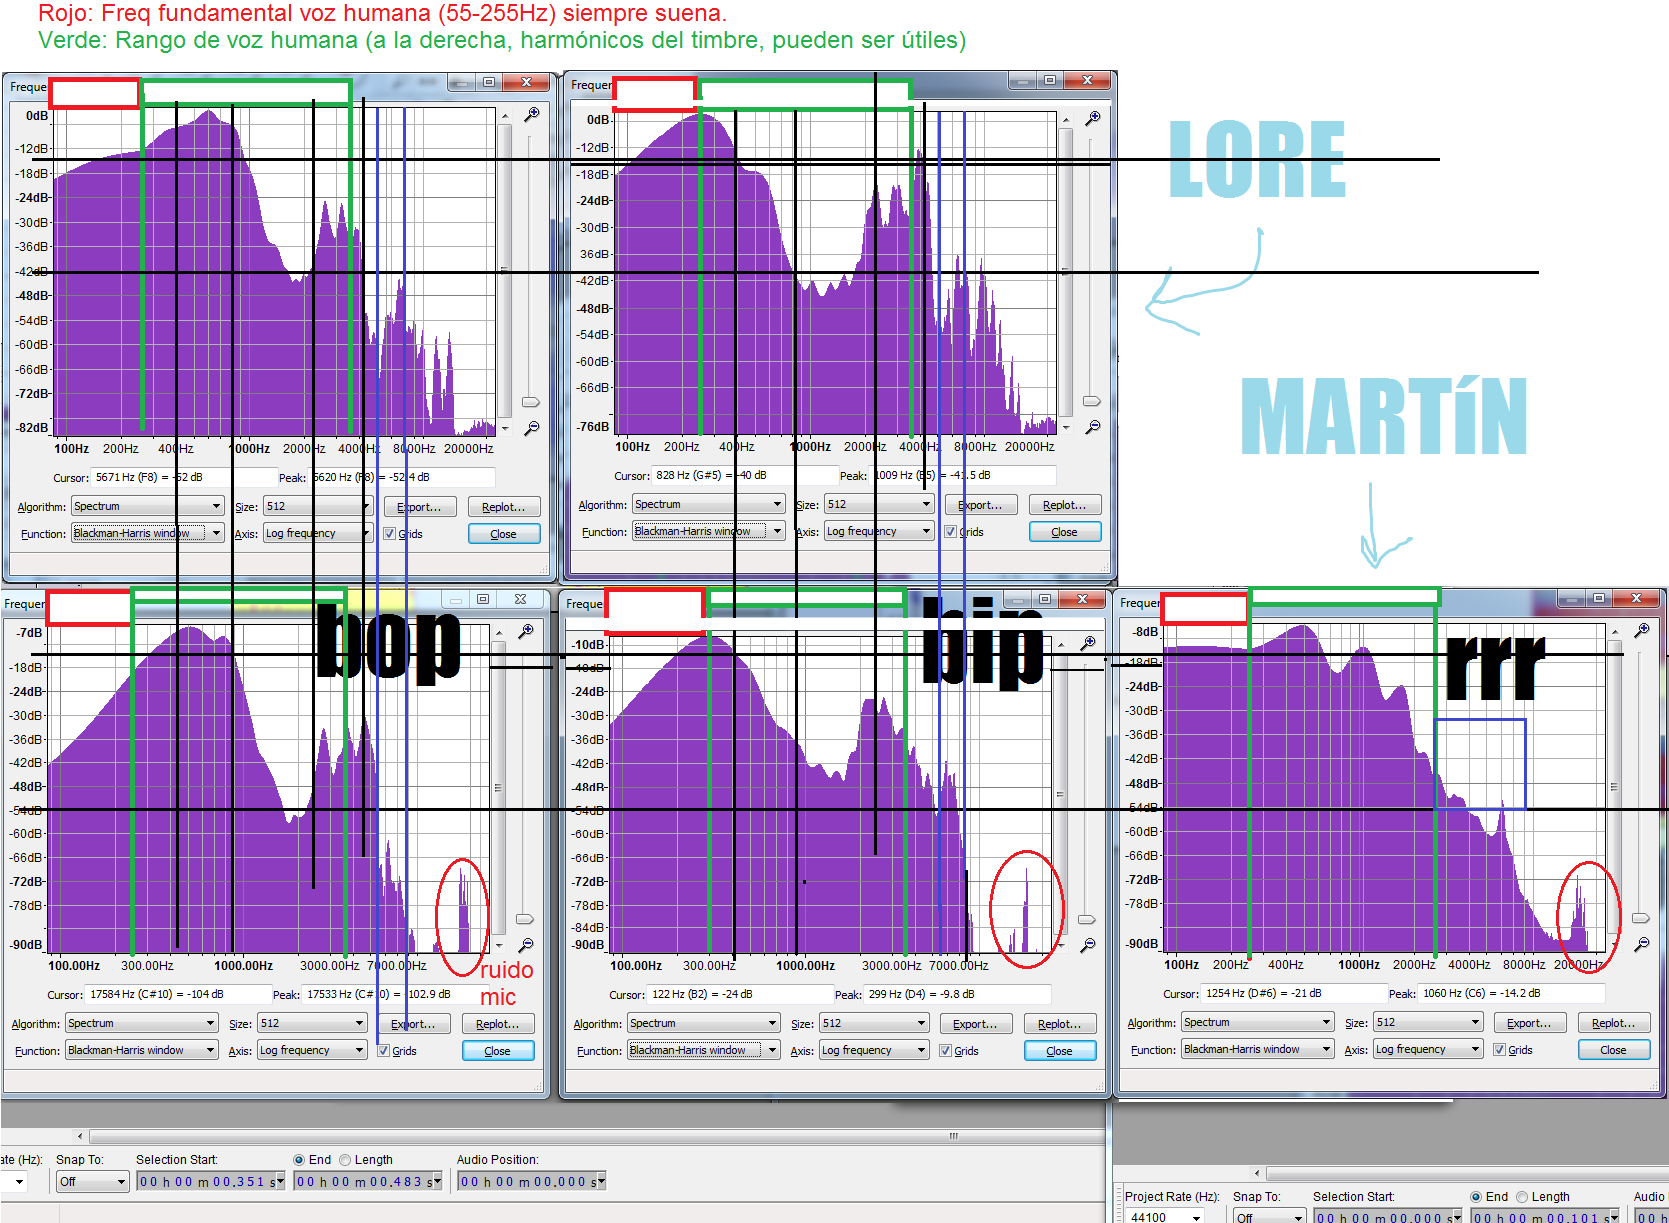 Rojo: Freq fundamental voz humana (55-255Hz) siempre suena.
Verde: Rango de voz humana (a la derecha, harmónicos del timbre, pueden ser útiles)
Frequer
0dB
-12dB
-18dB
-24dB
-30dB
-36dB
-42dB
-48dB
-54dB
-60dB
-66dB
-72dB
-82dB
100Hz 200Hz 400Hz 1000Hz 2000Hz 4000Hz 8000Hz 20000Hz
Cursor: 5671 Hz (F8) = -62 dB Peak: 5620 Hz (F8) = -52.4 dB
Algorithm: Spectrum Size: 512 Export... Replot...
Function: Blackman-Harris window Axis: Log frequency Grids Close
Frequer
0dB
-12dB
-18dB
-24dB
-30dB
36dB
-42dB
-48dB
-54dB
-60dB
-66dB
-76dB
100Hz 200Hz 400Hz 1000Hz 2000Hz 4000Hz 8000Hz 20000Hz
Cursor: 828 Hz (G#5) = -40 dB Peak: 1009 Hz (B5) = -41.5 dB
Algorithm: Spectrum Size: 512 Export... Replot...
Function: Blackman-Harris window Axis: Log frequency Grids Close
LORE
MARTíN
Frequer
bop
-7dB
-18dB
-24dB
-30dB
-36dB
-42dB
-48dB
-54dB
-60dB
-66dB
-72dB
-78dB
-90dB
100.00Hz 300.00Hz 1000.00Hz 3000.00Hz 7000.00Hz
ruido
mic
Cursor: 17584 Hz (C#10) = -104 dB Peak: 17533 Hz (C#10) = -102.9 dB
Algorithm: Spectrum Size: 512 Export... Replot...
Function: Blackman-Harris window Axis: Log frequency Grids Close
Frequer
bip
-10dB
-18dB
-24dB
-30dB
-36dB
-42dB
-48dB
-54dB
-60dB
-66dB
-72dB
-78dB
-84dB
-90dB
100.00Hz 300.00Hz 1000.00Hz 3000.00Hz 7000.00Hz
Cursor: 122 Hz (B2) = -24 dB Peak: 299 Hz (D4) = -9.8 dB
Algorithm: Spectrum Size: 512 Export... Replot...
Function: Blackman-Harris window Axis: Log frequency Grids Close
Frequer
rrr
-8dB
-18dB
-24dB
-30dB
-36dB
-42dB
-48dB
-54dB
-60dB
-66dB
-72dB
-78dB
-90dB
100Hz 200Hz 400Hz 1000Hz 2000Hz 4000Hz 8000Hz 20000Hz
Cursor: 1254 Hz (D#6) = -21 dB Peak: 1060 Hz (C6) = -14.2 dB
Algorithm: Spectrum Size: 512 Export... Replot...
Function: Blackman-Harris window Axis: Log frequency Grids Close
ate (Hz): Snap To: Selection Start: End Length Audio Position:
Off 00 h 00 m 00.351 s 00 h 00 m 00.483 s 00 h 00 m 00.000 s
Project Rate (Hz): Snap To: Selection Start: End Length Audio
44100 Off 00 h 00 m 00.000 s 00 h 00 m 00.101 s 00 h